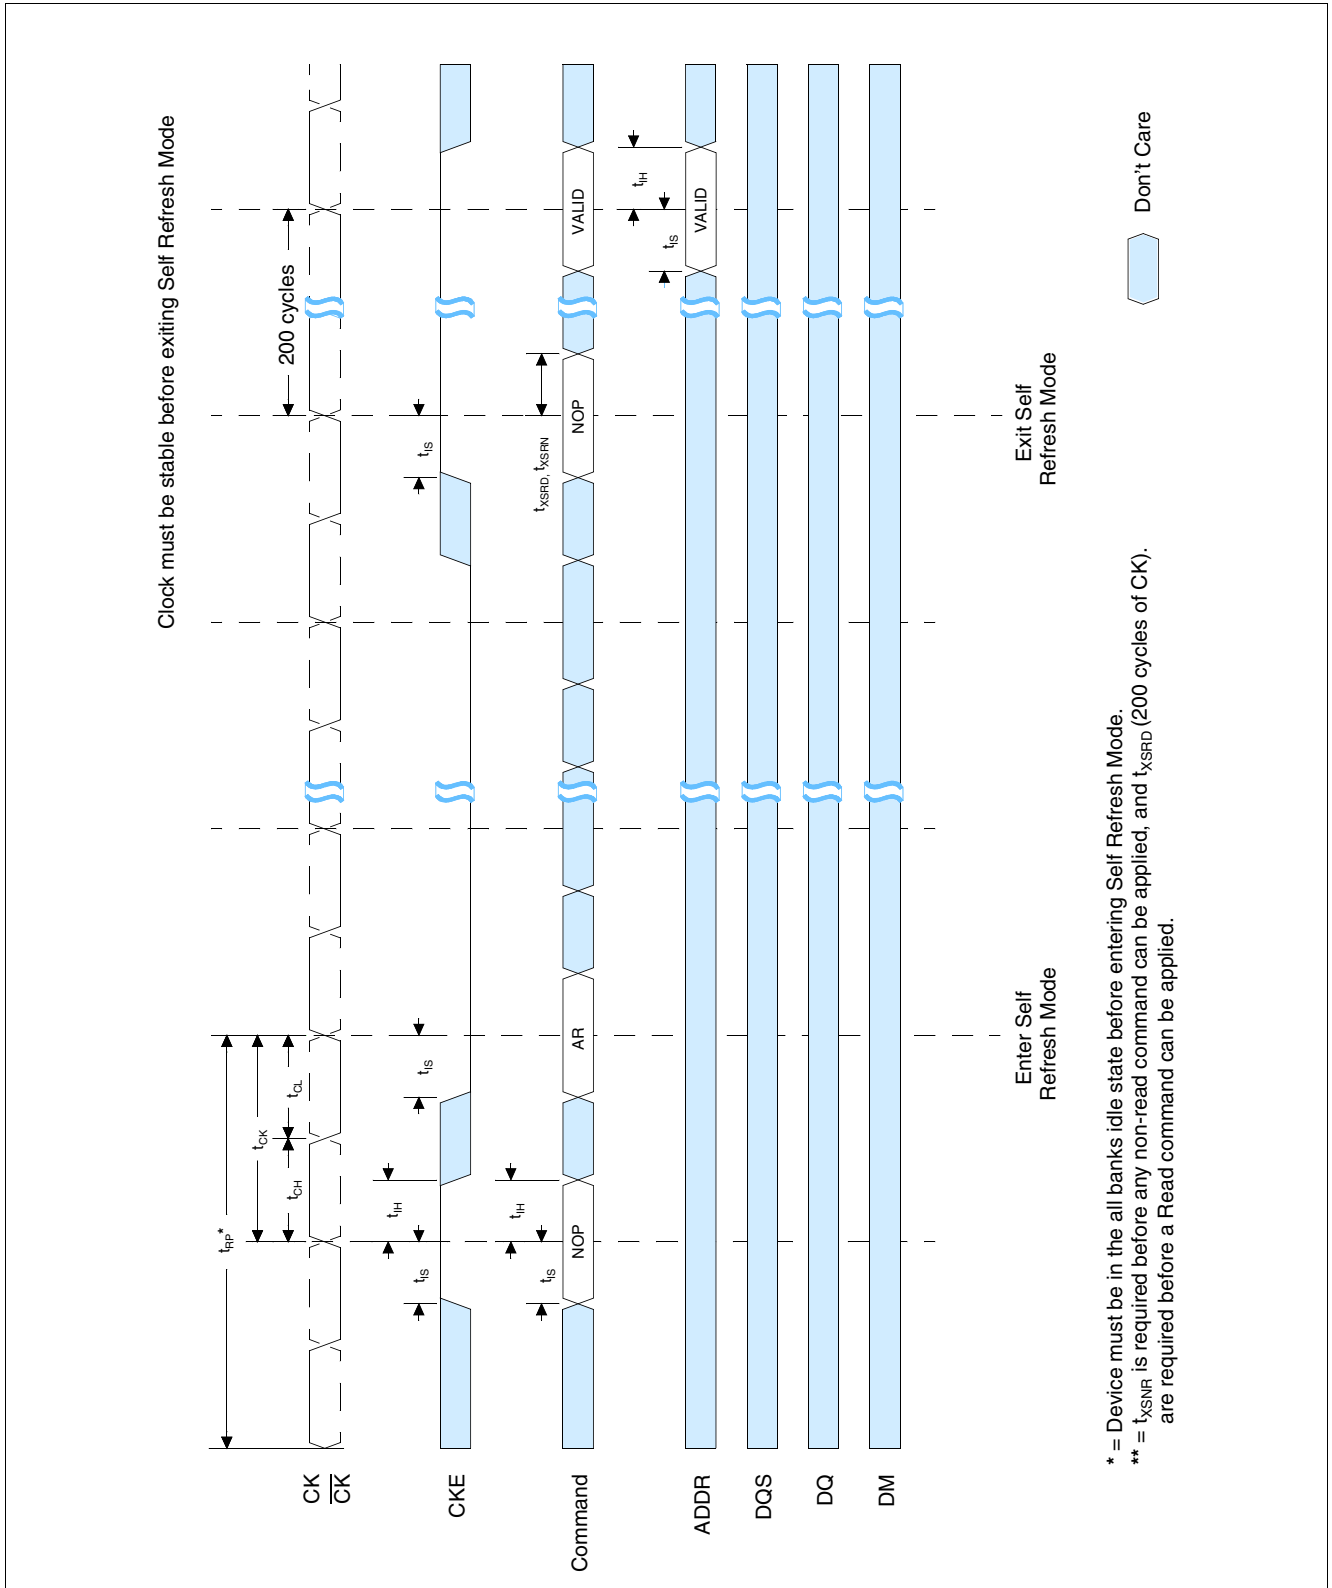 Clock must be stable before exiting Self Refresh Mode
tRP*
tCK
tCH
tCL
200 cycles
CK
CK
tIS
tIH
tIS
tIS
CKE
tIS
tIH
tXSRD, tXSRN
Command
NOP
AR
NOP
VALID
tIS
tIH
ADDR
VALID
DQS
DQ
DM
Enter Self
Refresh Mode
Exit Self
Refresh Mode
* = Device must be in the all banks idle state before entering Self Refresh Mode.
** = tXSNR is required before any non-read command can be applied, and tXSRD (200 cycles of CK).
are required before a Read command can be applied.
Don't Care